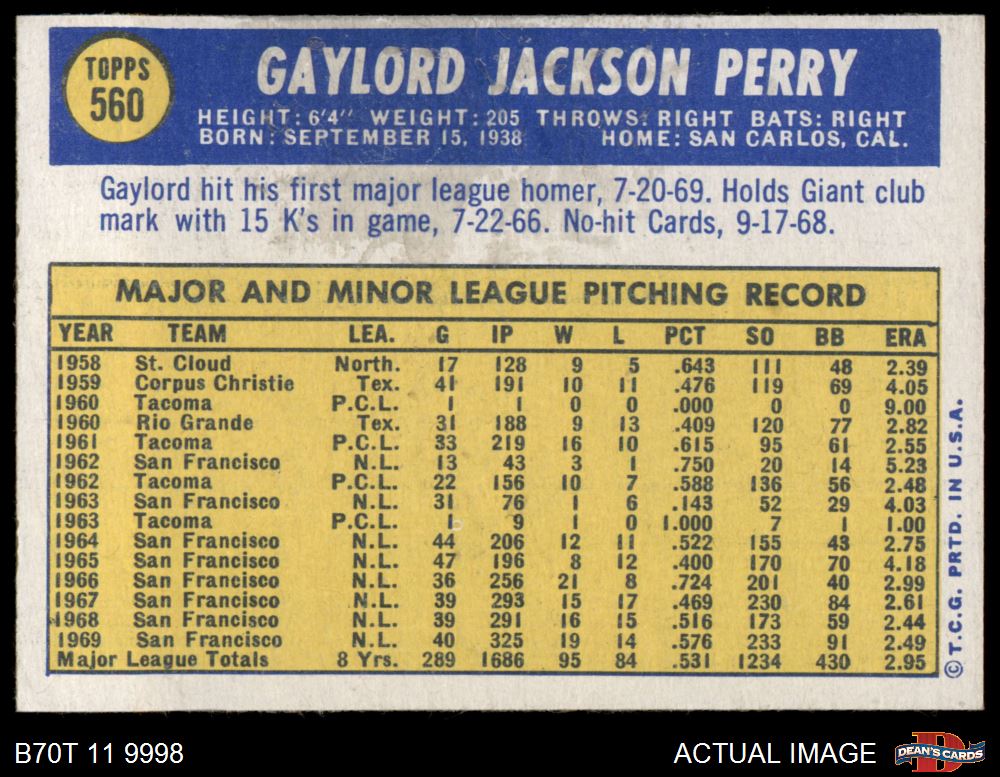 TOPPS
560
GAYLORD JACKSON PERRY
HEIGHT: 6'4" WEIGHT: 205 THROWS: RIGHT BATS: RIGHT
BORN: SEPTEMBER 15, 1938 HOME: SAN CARLOS, CAL.
Gaylord hit his first major league homer, 7-20-69. Holds Giant club
mark with 15 K's in game, 7-22-66. No-hit Cards, 9-17-68.
MAJOR AND MINOR LEAGUE PITCHING RECORD
YEAR TEAM LEA. G IP W L PCT SO BB ERA
1958 St. Cloud North. 17 128 9 5 .643 111 48 2.39
1959 Corpus Christie Tex. 41 191 10 11 .476 119 69 4.05
1960 Tacoma P.C.L. 1 1 0 0 .000 0 0 9.00
1960 Rio Grande Tex. 31 188 9 13 .409 120 77 2.82
1961 Tacoma P.C.L. 33 219 16 10 .615 95 61 2.55
1962 San Francisco N.L. 13 43 3 1 .750 20 14 5.23
1962 Tacoma P.C.L. 22 156 10 7 .588 136 56 2.48
1963 San Francisco N.L. 31 76 1 6 .143 52 29 4.03
1963 Tacoma P.C.L. 1 9 1 0 1.000 7 1 1.00
1964 San Francisco N.L. 44 206 12 11 .522 155 43 2.75
1965 San Francisco N.L. 47 196 8 12 .400 170 70 4.18
1966 San Francisco N.L. 36 256 21 8 .724 201 40 2.99
1967 San Francisco N.L. 39 293 15 17 .469 230 84 2.61
1968 San Francisco N.L. 39 291 16 15 .516 173 59 2.44
1969 San Francisco N.L. 40 325 19 14 .576 233 91 2.49
Major League Totals 8 Yrs. 289 1686 95 84 .531 1234 430 2.95
© T.C.G. PRTD. IN U.S.A.
B70T 11 9998
ACTUAL IMAGE
D
DEAN'S CARDS